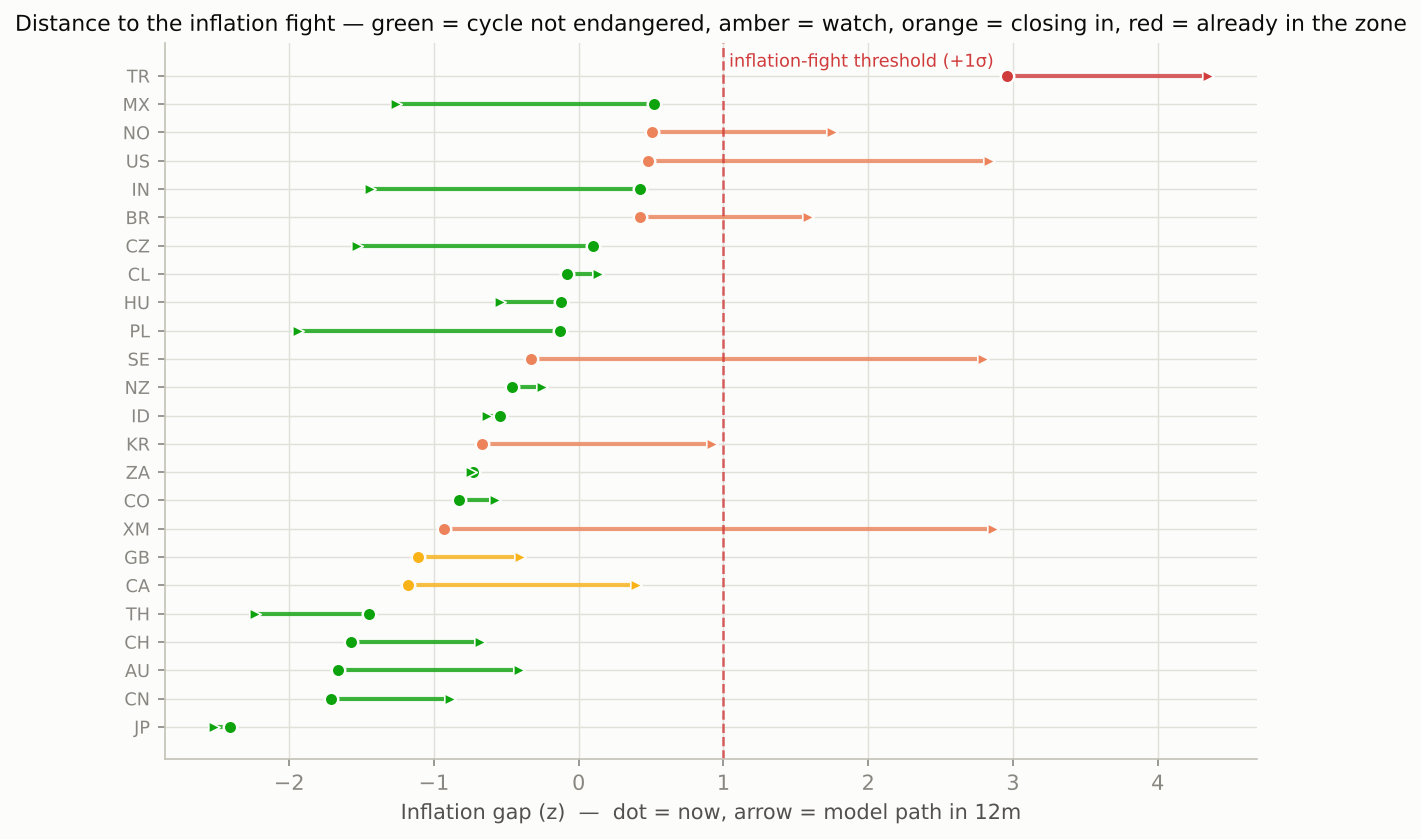 Distance to the inflation fight — green = cycle not endangered, amber = watch, orange = closing in, red = already in the zone
inflation-fight threshold (+1σ)
TR
MX
NO
US
IN
BR
CZ
CL
HU
PL
SE
NZ
ID
KR
ZA
CO
XM
GB
CA
TH
CH
AU
CN
JP
−2 −1 0 1 2 3 4
Inflation gap (z) — dot = now, arrow = model path in 12m